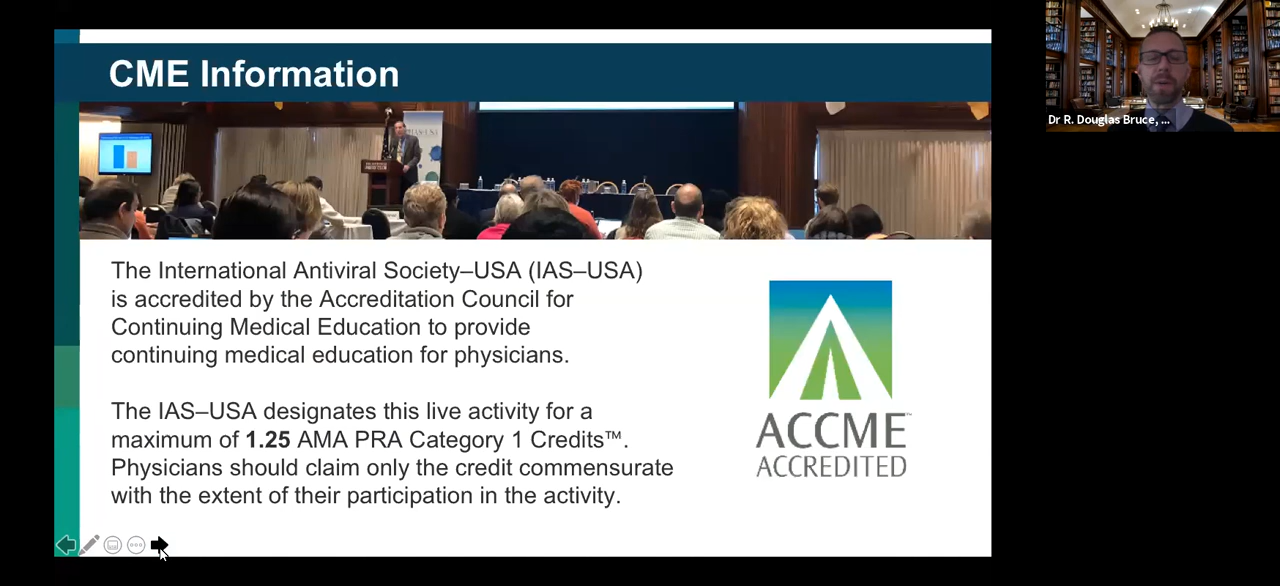 CME Information
The International Antiviral Society–USA (IAS–USA)
is accredited by the Accreditation Council for
Continuing Medical Education to provide
continuing medical education for physicians.
The IAS–USA designates this live activity for a
maximum of 1.25 AMA PRA Category 1 Credits™.
Physicians should claim only the credit commensurate
with the extent of their participation in the activity.
ACCME™
ACCREDITED
Dr R. Douglas Bruce, ...